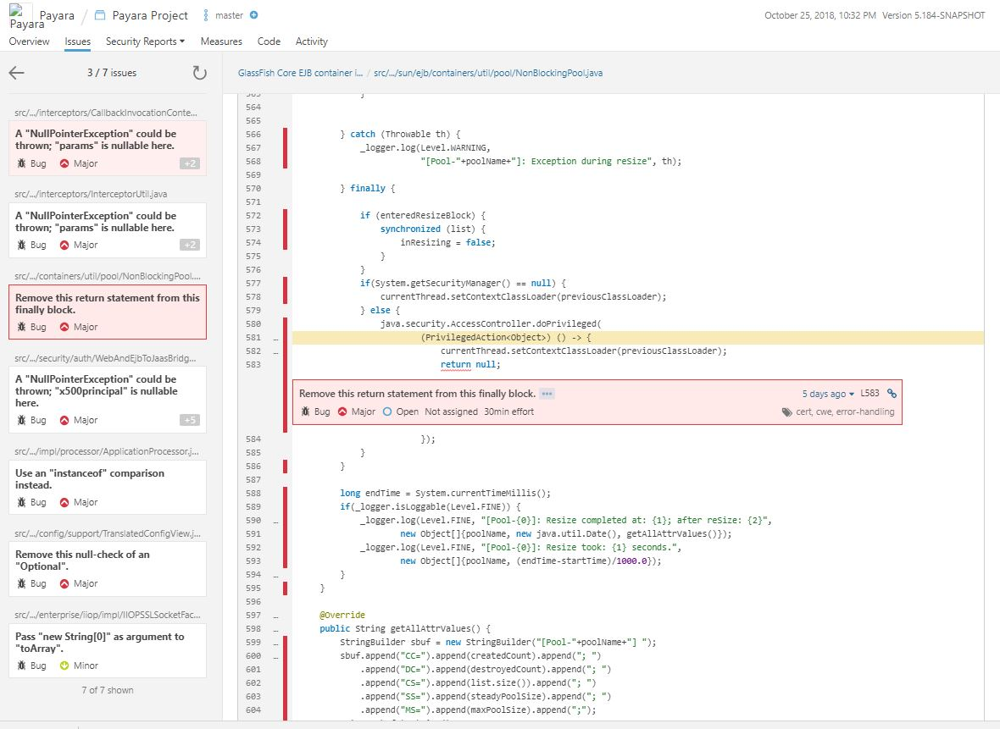 Payara
Payara / Payara Project master
October 25, 2018, 10:32 PM Version 5.184-SNAPSHOT
Overview Issues Security Reports Measures Code Activity
3 / 7 issues
GlassFish Core EJB container i... / src/.../sun/ejb/containers/util/pool/NonBlockingPool.java
src/.../interceptors/CallbackInvocationConte...
A "NullPointerException" could be
thrown; "params" is nullable here.
Bug Major +2
src/.../interceptors/InterceptorUtil.java
A "NullPointerException" could be
thrown; "params" is nullable here.
Bug Major +2
src/.../containers/util/pool/NonBlockingPool....
Remove this return statement from this
finally block.
Bug Major
src/.../security/auth/WebAndEjbToJaasBridg...
A "NullPointerException" could be
thrown; "x500principal" is nullable
here.
Bug Major +5
src/.../impl/processor/ApplicationProcessor.j...
Use an "instanceof" comparison
instead.
Bug Major
src/.../config/support/TranslatedConfigView.j...
Remove this null-check of an
"Optional".
Bug Major
src/.../enterprise/iiop/impl/IIOPSSLSocketFac...
Pass "new String[0]" as argument to
"toArray".
Bug Minor
7 of 7 shown
563 }
564
565
566 } catch (Throwable th) {
567 _logger.log(Level.WARNING,
568 "[Pool-"+poolName+"]: Exception during reSize", th);
569
570 } finally {
571
572 if (enteredResizeBlock) {
573 synchronized (list) {
574 inResizing = false;
575 }
576 }
577 if(System.getSecurityManager() == null) {
578 currentThread.setContextClassLoader(previousClassLoader);
579 } else {
580 java.security.AccessController.doPrivileged(
581 ... (PrivilegedAction<Object>) () -> {
582 ... currentThread.setContextClassLoader(previousClassLoader);
583 return null;
Remove this return statement from this finally block. ... 5 days ago L583
Bug Major Open Not assigned 30min effort cert, cwe, error-handling
584 });
585 }
586 }
587
588 long endTime = System.currentTimeMillis();
589 if(_logger.isLoggable(Level.FINE)) {
590 ... _logger.log(Level.FINE, "[Pool-{0}]: Resize completed at: {1}; after reSize: {2}",
591 new Object[]{poolName, new java.util.Date(), getAllAttrValues()});
592 ... _logger.log(Level.FINE, "[Pool-{0}]: Resize took: {1} seconds.",
593 new Object[]{poolName, (endTime-startTime)/1000.0});
594 ... }
595 }
596
597 ... @Override
598 ... public String getAllAttrValues() {
599 ... StringBuilder sbuf = new StringBuilder("[Pool-"+poolName+"] ");
600 ... sbuf.append("CC=").append(createdCount).append("; ")
601 .append("DC=").append(destroyedCount).append("; ")
602 .append("CS=").append(list.size()).append("; ")
603 .append("SS=").append(steadyPoolSize).append("; ")
604 .append("MS=").append(maxPoolSize).append(";");